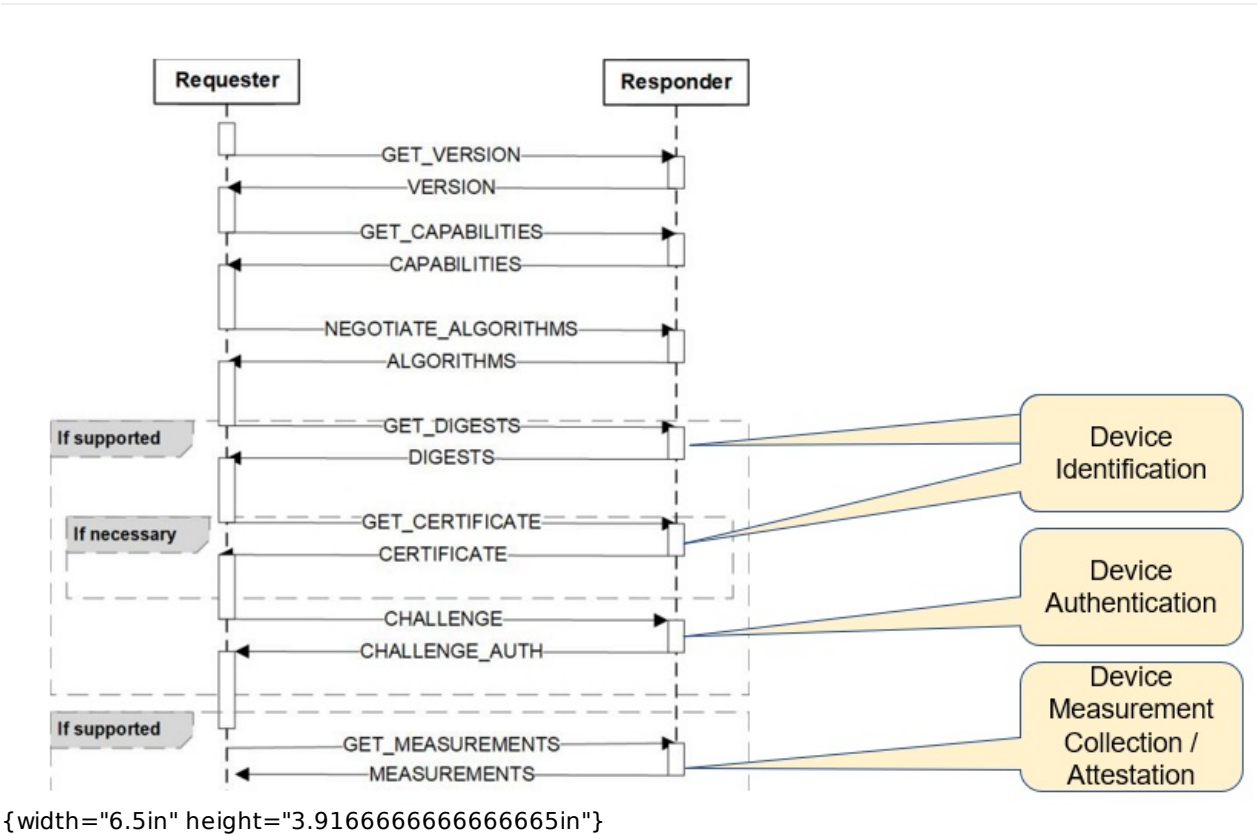 Requester
Responder
GET_VERSION
VERSION
GET_CAPABILITIES
CAPABILITIES
NEGOTIATE_ALGORITHMS
ALGORITHMS
If supported
GET_DIGESTS
DIGESTS
Device
Identification
If necessary
GET_CERTIFICATE
CERTIFICATE
Device
Authentication
CHALLENGE
CHALLENGE_AUTH
If supported
GET_MEASUREMENTS
MEASUREMENTS
Device
Measurement
Collection /
Attestation
{width="6.5in" height="3.9166666666666665in"}